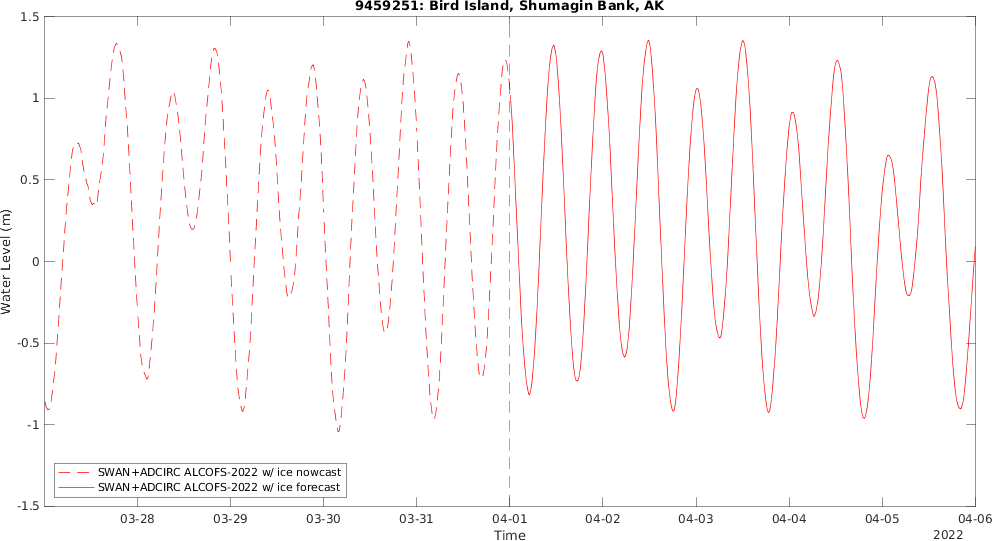 9459251: Bird Island, Shumagin Bank, AK
1.5
1
0.5
0
-0.5
-1
-1.5
Water Level (m)
SWAN+ADCIRC ALCOFS-2022 w/ ice nowcast
SWAN+ADCIRC ALCOFS-2022 w/ ice forecast
03-28 03-29 03-30 03-31 04-01 04-02 04-03 04-04 04-05 04-06
Time
2022